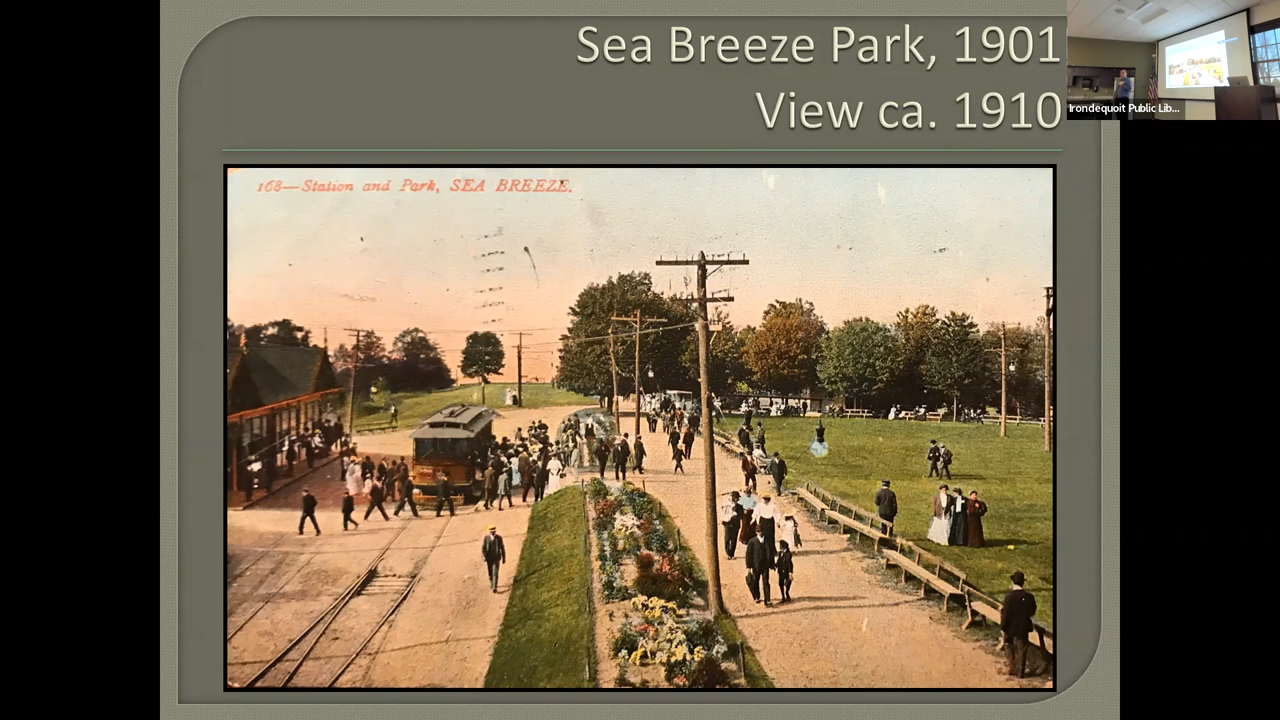 Sea Breeze Park, 1901
View ca. 1910
Irondequoit Public Lib...
168—Station and Park, SEA BREEZE.